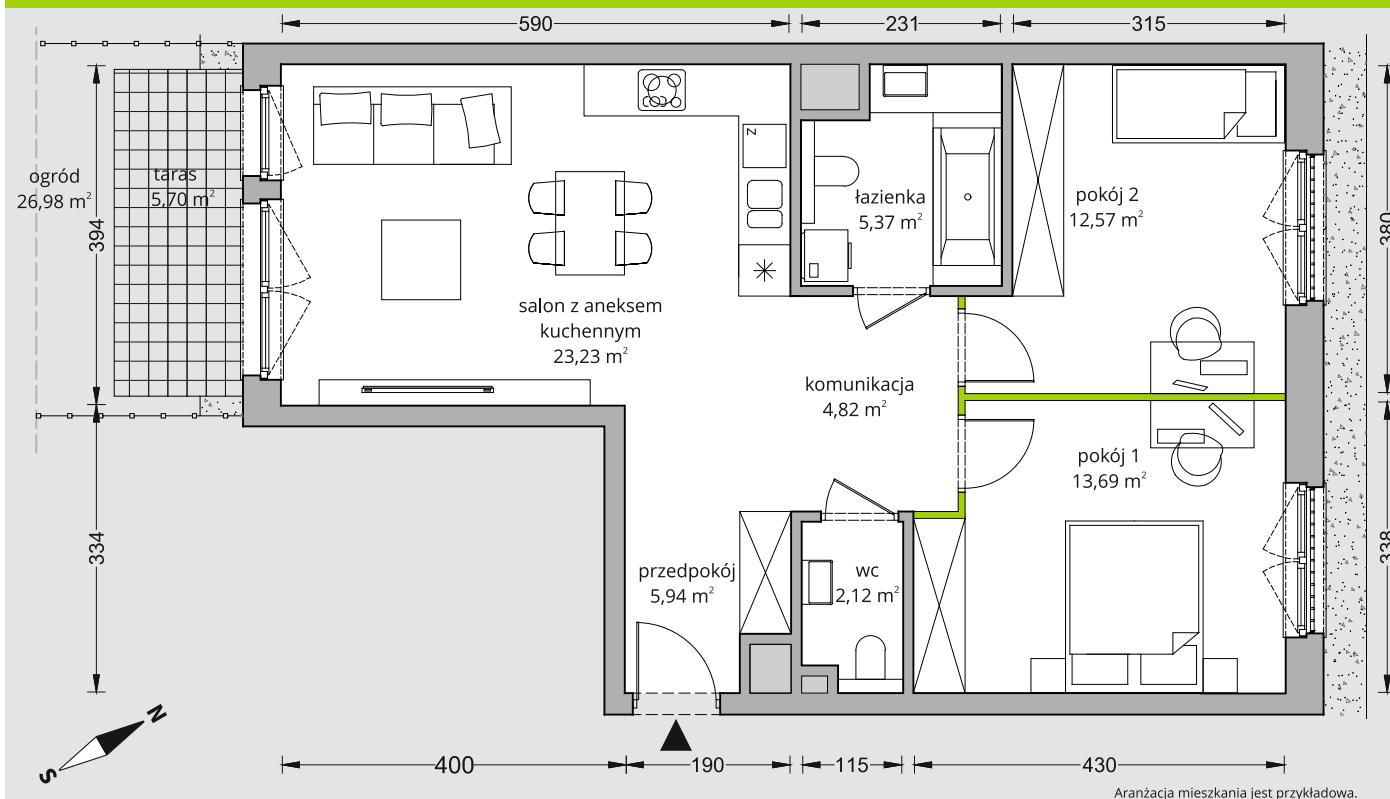 590
231
315
ogród
26,98 m²
taras
5,70 m²
394
salon z aneksem
kuchennym
23,23 m²
Z
łazienka
5,37 m²
pokój 2
12,57 m²
380
komunikacja
4,82 m²
pokój 1
13,69 m²
334
338
przedpokój
5,94 m²
wc
2,12 m²
N
S
400
190
115
430
Aranżacja mieszkania jest przykładowa.